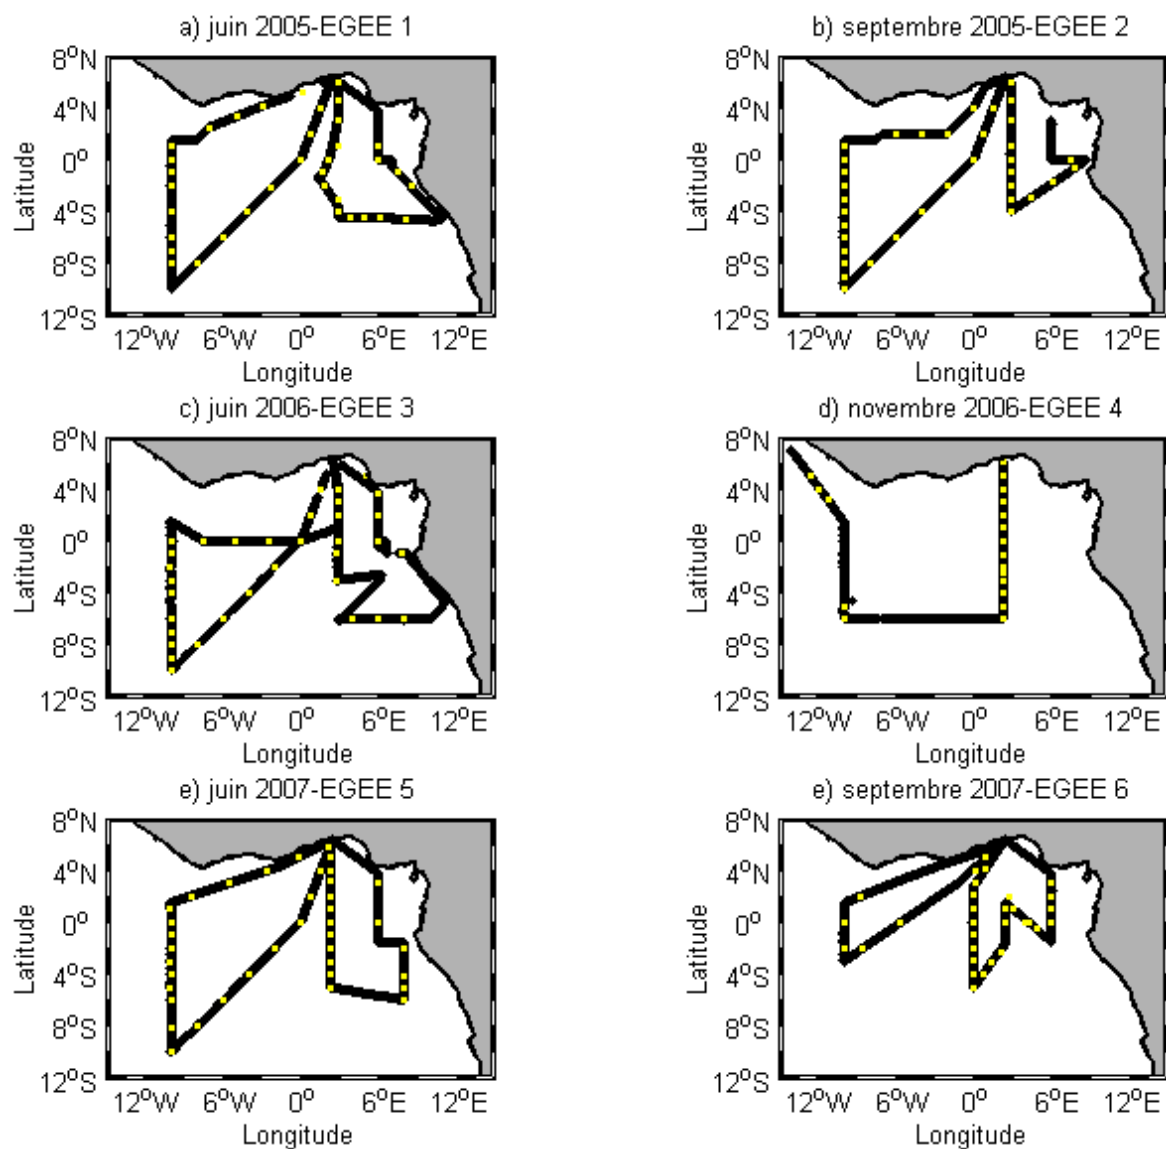 a) juin 2005-EGEE 1
b) septembre 2005-EGEE 2
8°N
4°N
0°
4°S
8°S
12°S
Latitude
12°W 6°W 0° 6°E 12°E
Longitude
8°N
4°N
0°
4°S
8°S
12°S
Latitude
12°W 6°W 0° 6°E 12°E
Longitude
c) juin 2006-EGEE 3
d) novembre 2006-EGEE 4
8°N
4°N
0°
4°S
8°S
12°S
Latitude
12°W 6°W 0° 6°E 12°E
Longitude
8°N
4°N
0°
4°S
8°S
12°S
Latitude
12°W 6°W 0° 6°E 12°E
Longitude
e) juin 2007-EGEE 5
e) septembre 2007-EGEE 6
8°N
4°N
0°
4°S
8°S
12°S
Latitude
12°W 6°W 0° 6°E 12°E
Longitude
8°N
4°N
0°
4°S
8°S
12°S
Latitude
12°W 6°W 0° 6°E 12°E
Longitude